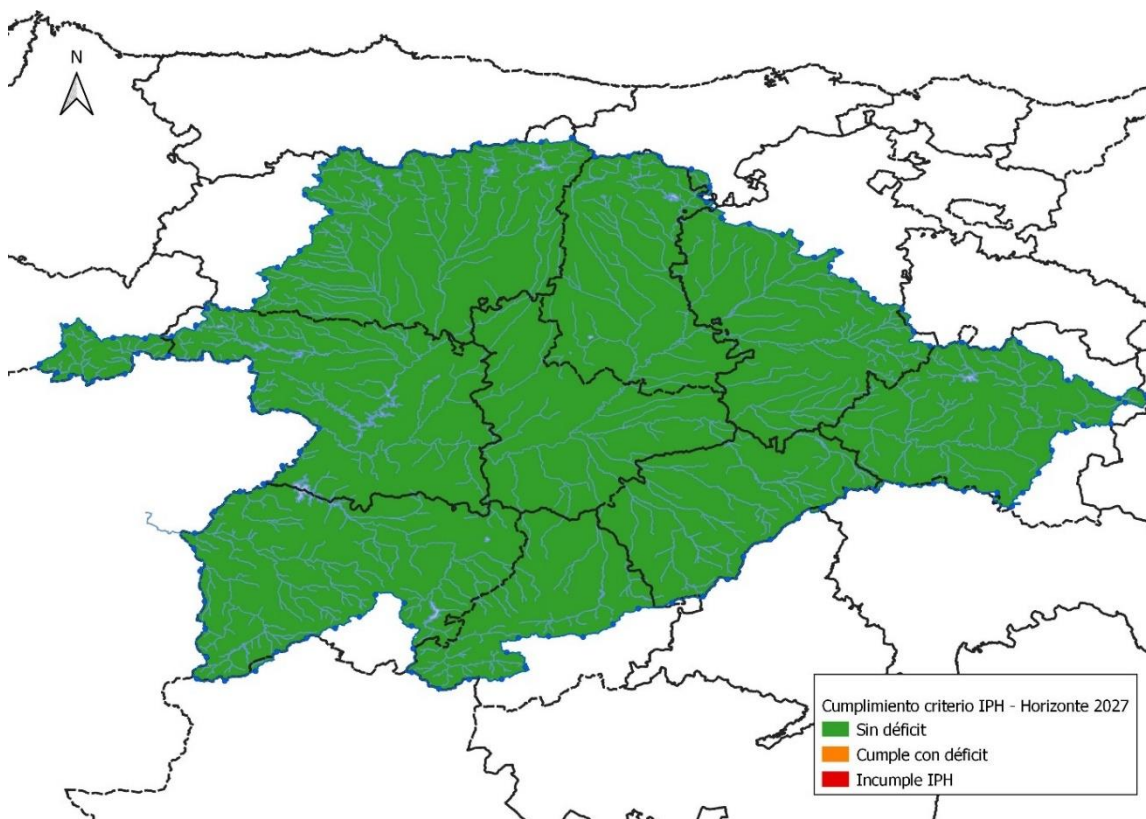 N
Cumplimiento criterio IPH - Horizonte 2027
Sin déficit
Cumple con déficit
Incumple IPH